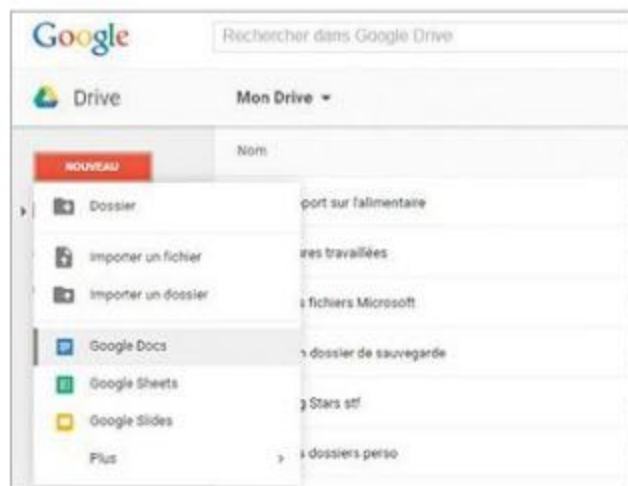 Google
Rechercher dans Google Drive
Drive
Mon Drive
NOUVEAU
Nom
Dossier
port sur l'alimentaire
Importer un fichier
res travaillées
Importer un dossier
fichiers Microsoft
Google Docs
dossier de sauvegarde
Google Sheets
g Stars st!
Google Slides
Plus
s dossiers perso